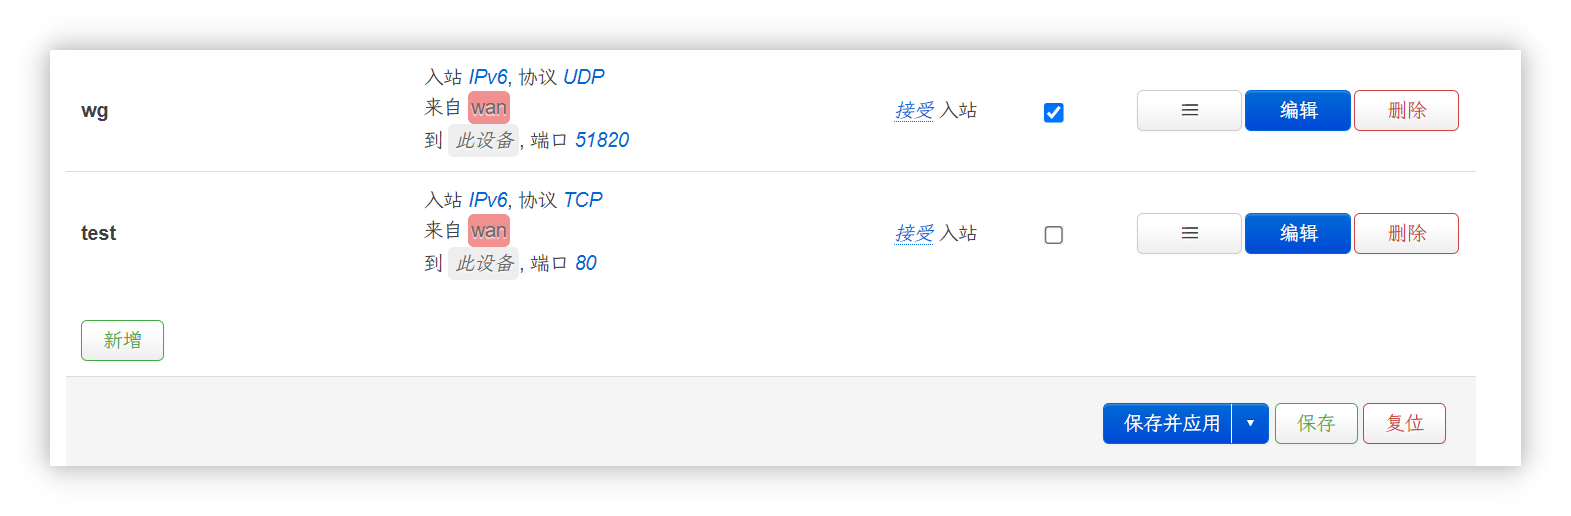 wg
入站 IPv6, 协议 UDP
来自 wan
到 此设备, 端口 51820
接受 入站
编辑
删除
test
入站 IPv6, 协议 TCP
来自 wan
到 此设备, 端口 80
接受 入站
编辑
删除
新增
保存并应用
保存
复位